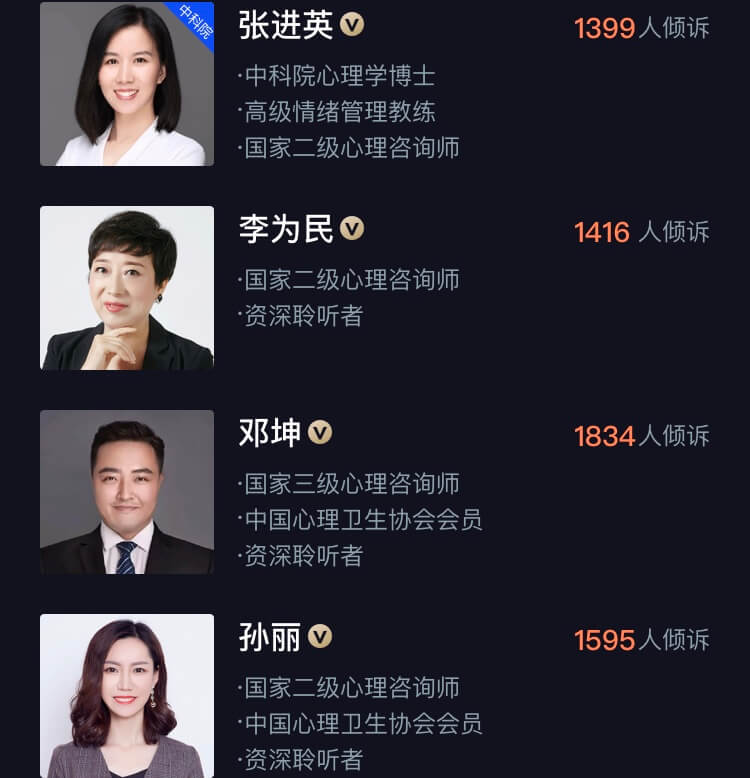 中科院
张进英
1399人倾诉
·中科院心理学博士
·高级情绪管理教练
·国家二级心理咨询师
李为民
1416 人倾诉
·国家二级心理咨询师
·资深聆听者
邓坤
1834人倾诉
·国家三级心理咨询师
·中国心理卫生协会会员
·资深聆听者
孙丽
1595人倾诉
·国家二级心理咨询师
·中国心理卫生协会会员
·资深聆听者